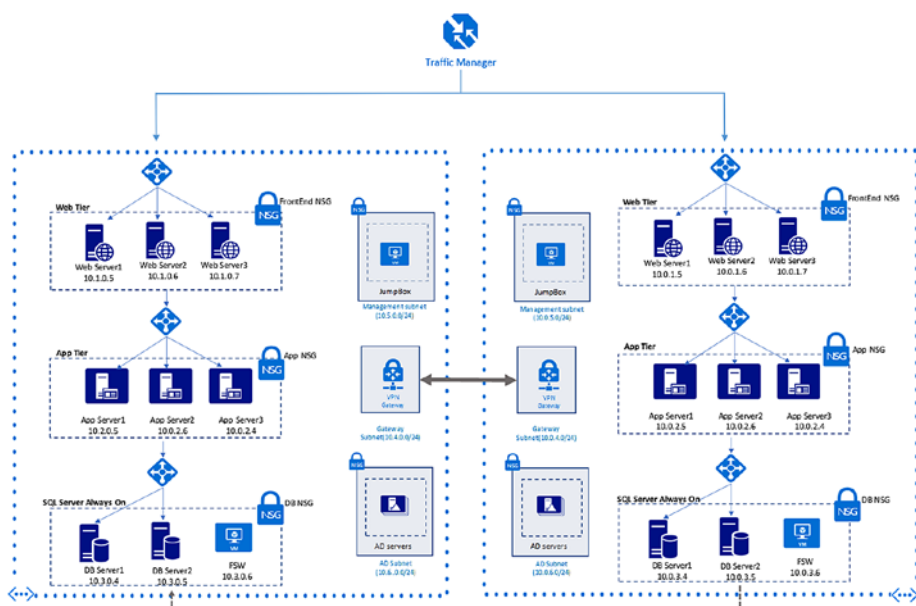 Traffic Manager
FrontEnd NSG
NSG
Web Tier
Web Server1
10.1.0.5
Web Server2
10.1.0.6
Web Server3
10.1.0.7
App NSG
NSG
App Tier
App Server1
10.2.0.5
App Server2
10.0.2.6
App Server3
10.0.2.4
DB NSG
NSG
SQL Server Always On
DB Server1
10.3.0.4
DB Server2
10.3.0.5
VM
FSW
10.3.0.6
NSG
VM
JumpBox
Management subnet
(10.5.0.0/24)
VPN
Gateway
Gateway
Subnet(10.4.0.0/24)
NSG
AD servers
AD Subnet
(10.6..0.0/24)
NSG
VM
JumpBox
Management subnet
(10.0.5.0/24)
VPN
Gateway
Gateway
Subnet(10.0.4.0/24)
NSG
AD servers
AD Subnet
(10.0.6.0/24)
FrontEnd NSG
NSG
Web Tier
Web Server1
10.0.1.5
Web Server2
10.0.1.6
Web Server3
10.0.1.7
App NSG
NSG
App Tier
App Server1
10.0.2.5
App Server2
10.0.2.6
App Server3
10.0.2.4
DB NSG
NSG
SQL Server Always On
DB Server1
10.0.3.4
DB Server2
10.0.3.5
VM
FSW
10.0.3.6